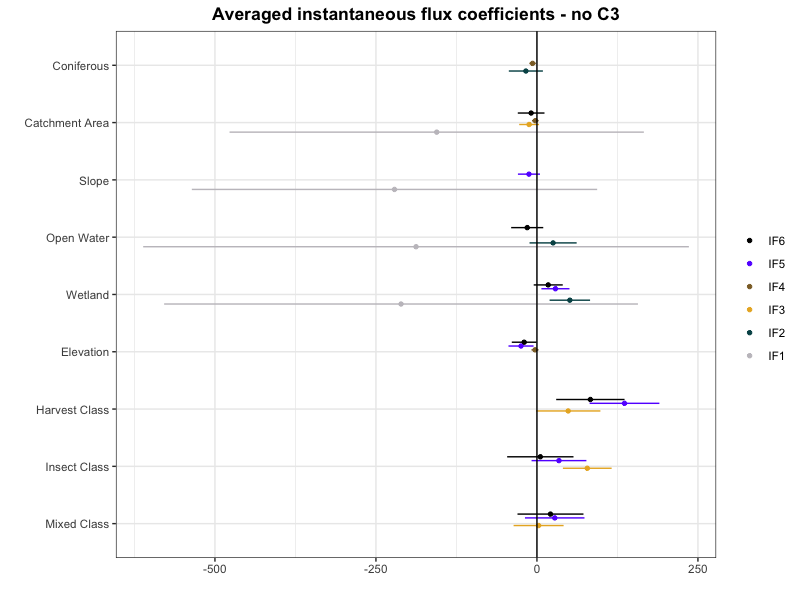 Averaged instantaneous flux coefficients - no C3
Coniferous
Catchment Area
Slope
Open Water
Wetland
Elevation
Harvest Class
Insect Class
Mixed Class
-500
-250
0
250
IF6
IF5
IF4
IF3
IF2
IF1